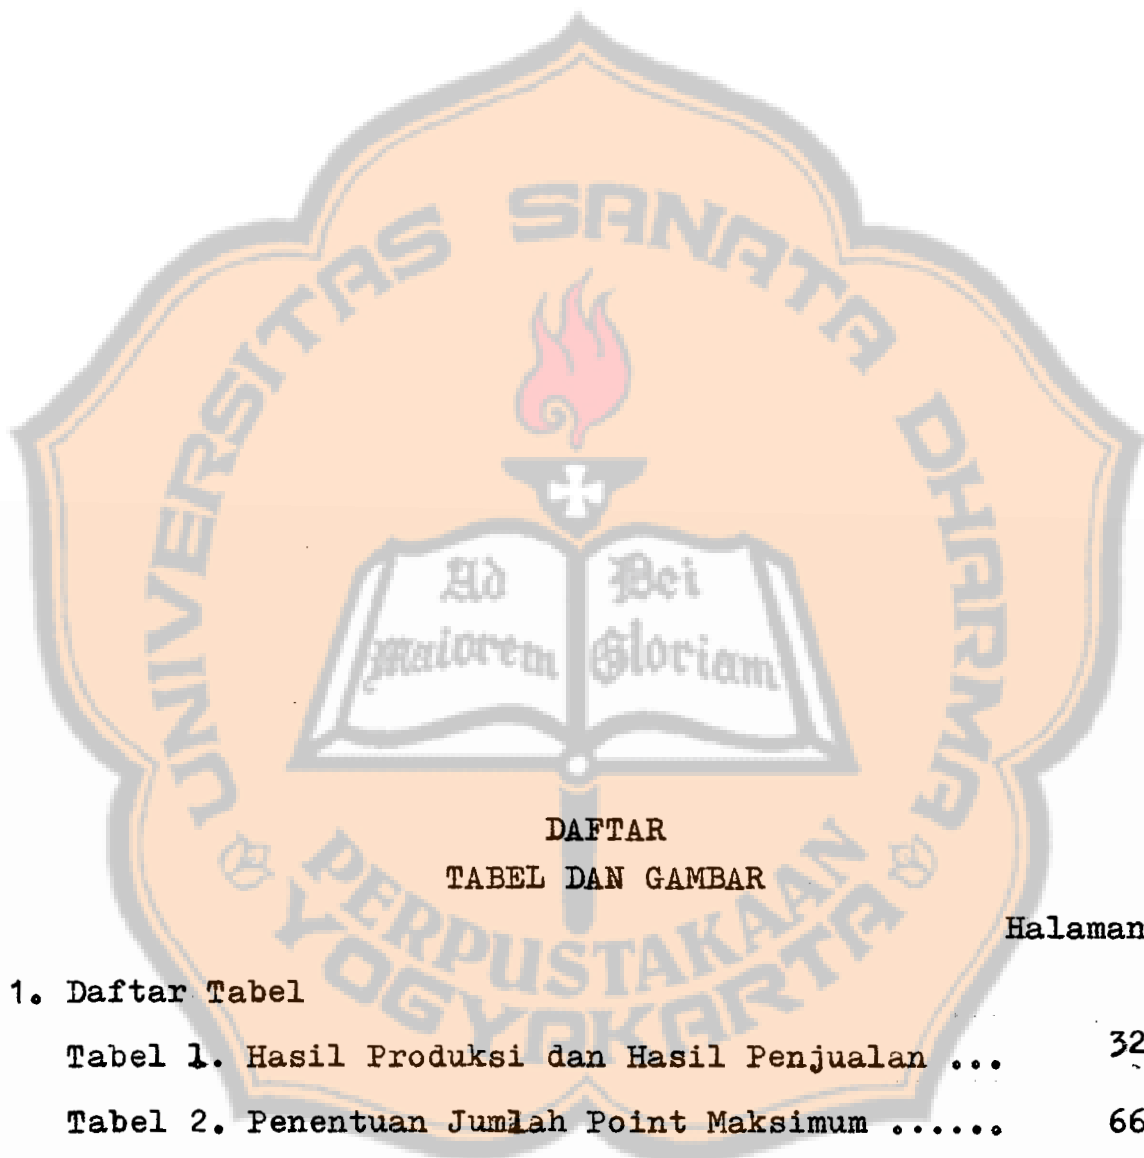 UNIVERSITAS SANATA DHARMA
Ad Dei
Maiorem Gloriam
DAFTAR
TABEL DAN GAMBAR
PERPUSTAKAAN
YOGYAKARTA
Halaman
1. Daftar Tabel
Tabel 1. Hasil Produksi dan Hasil Penjualan ... 32
Tabel 2. Penentuan Jumlah Point Maksimum ...... 66